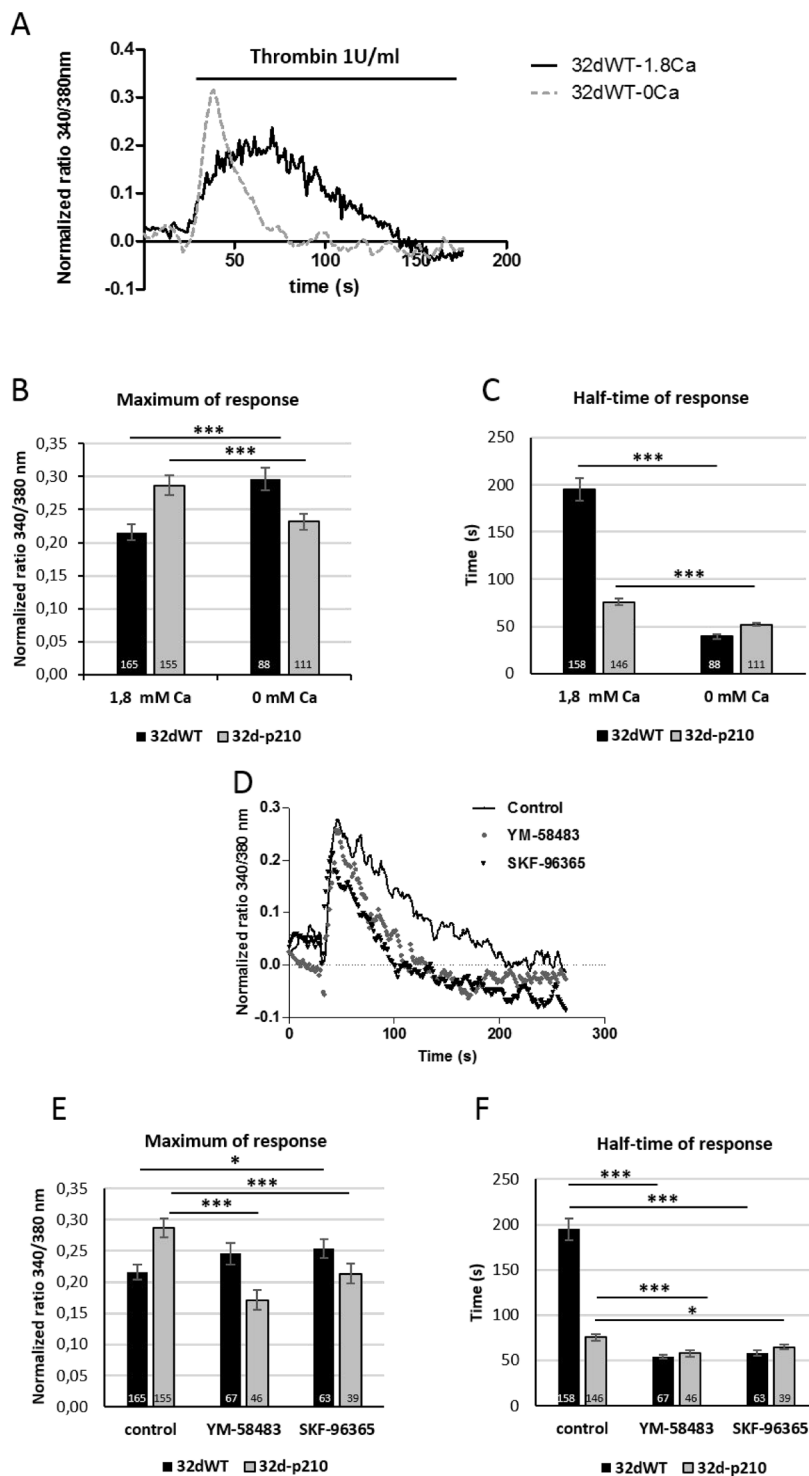 A
Thrombin 1U/ml
32dWT-1.8Ca
32dWT-0Ca
Normalized ratio 340/380nm
0.4
0.3
0.2
0.1
0.0
-0.1
50
100
150
200
time (s)
B
Maximum of response
Normalized ratio 340/380 nm
0,35
0,30
0,25
0,20
0,15
0,10
0,05
0,00
***
***
165
155
88
111
1,8 mM Ca
0 mM Ca
32dWT
32d-p210
C
Half-time of response
Time (s)
250
200
150
100
50
0
***
***
158
146
88
111
1,8 mM Ca
0 mM Ca
32dWT
32d-p210
D
Normalized ratio 340/380 nm
0.3
0.2
0.1
0.0
-0.1
Control
YM-58483
SKF-96365
0
100
200
300
Time (s)
E
Maximum of response
Normalized ratio 340/380 nm
0,35
0,30
0,25
0,20
0,15
0,10
0,05
0,00
*
***
***
165
155
67
46
63
39
control
YM-58483
SKF-96365
32dWT
32d-p210
F
Half-time of response
Time (s)
250
200
150
100
50
0
***
***
***
*
158
146
67
46
63
39
control
YM-58483
SKF-96365
32dWT
32d-p210